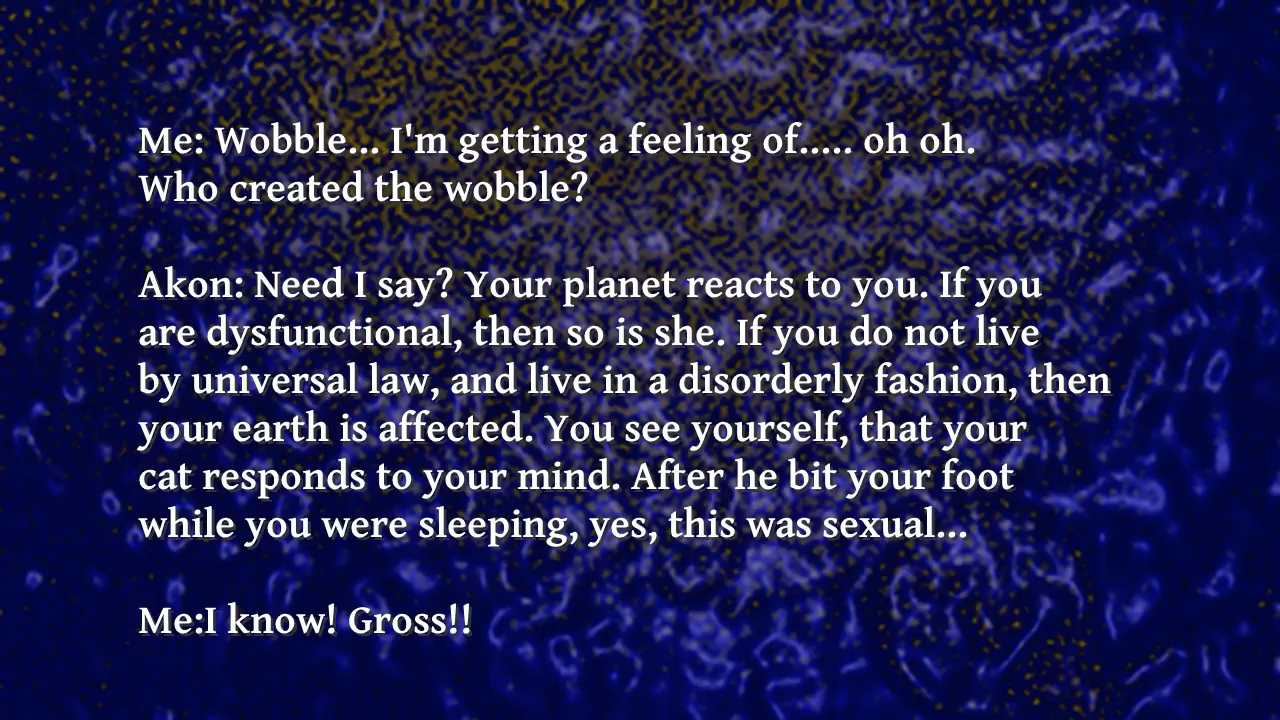 Me: Wobble... I'm getting a feeling of..... oh oh.
Who created the wobble?
Akon: Need I say? Your planet reacts to you. If you
are dysfunctional, then so is she. If you do not live
by universal law, and live in a disorderly fashion, then
your earth is affected. You see yourself, that your
cat responds to your mind. After he bit your foot
while you were sleeping, yes, this was sexual...
Me:I know! Gross!!